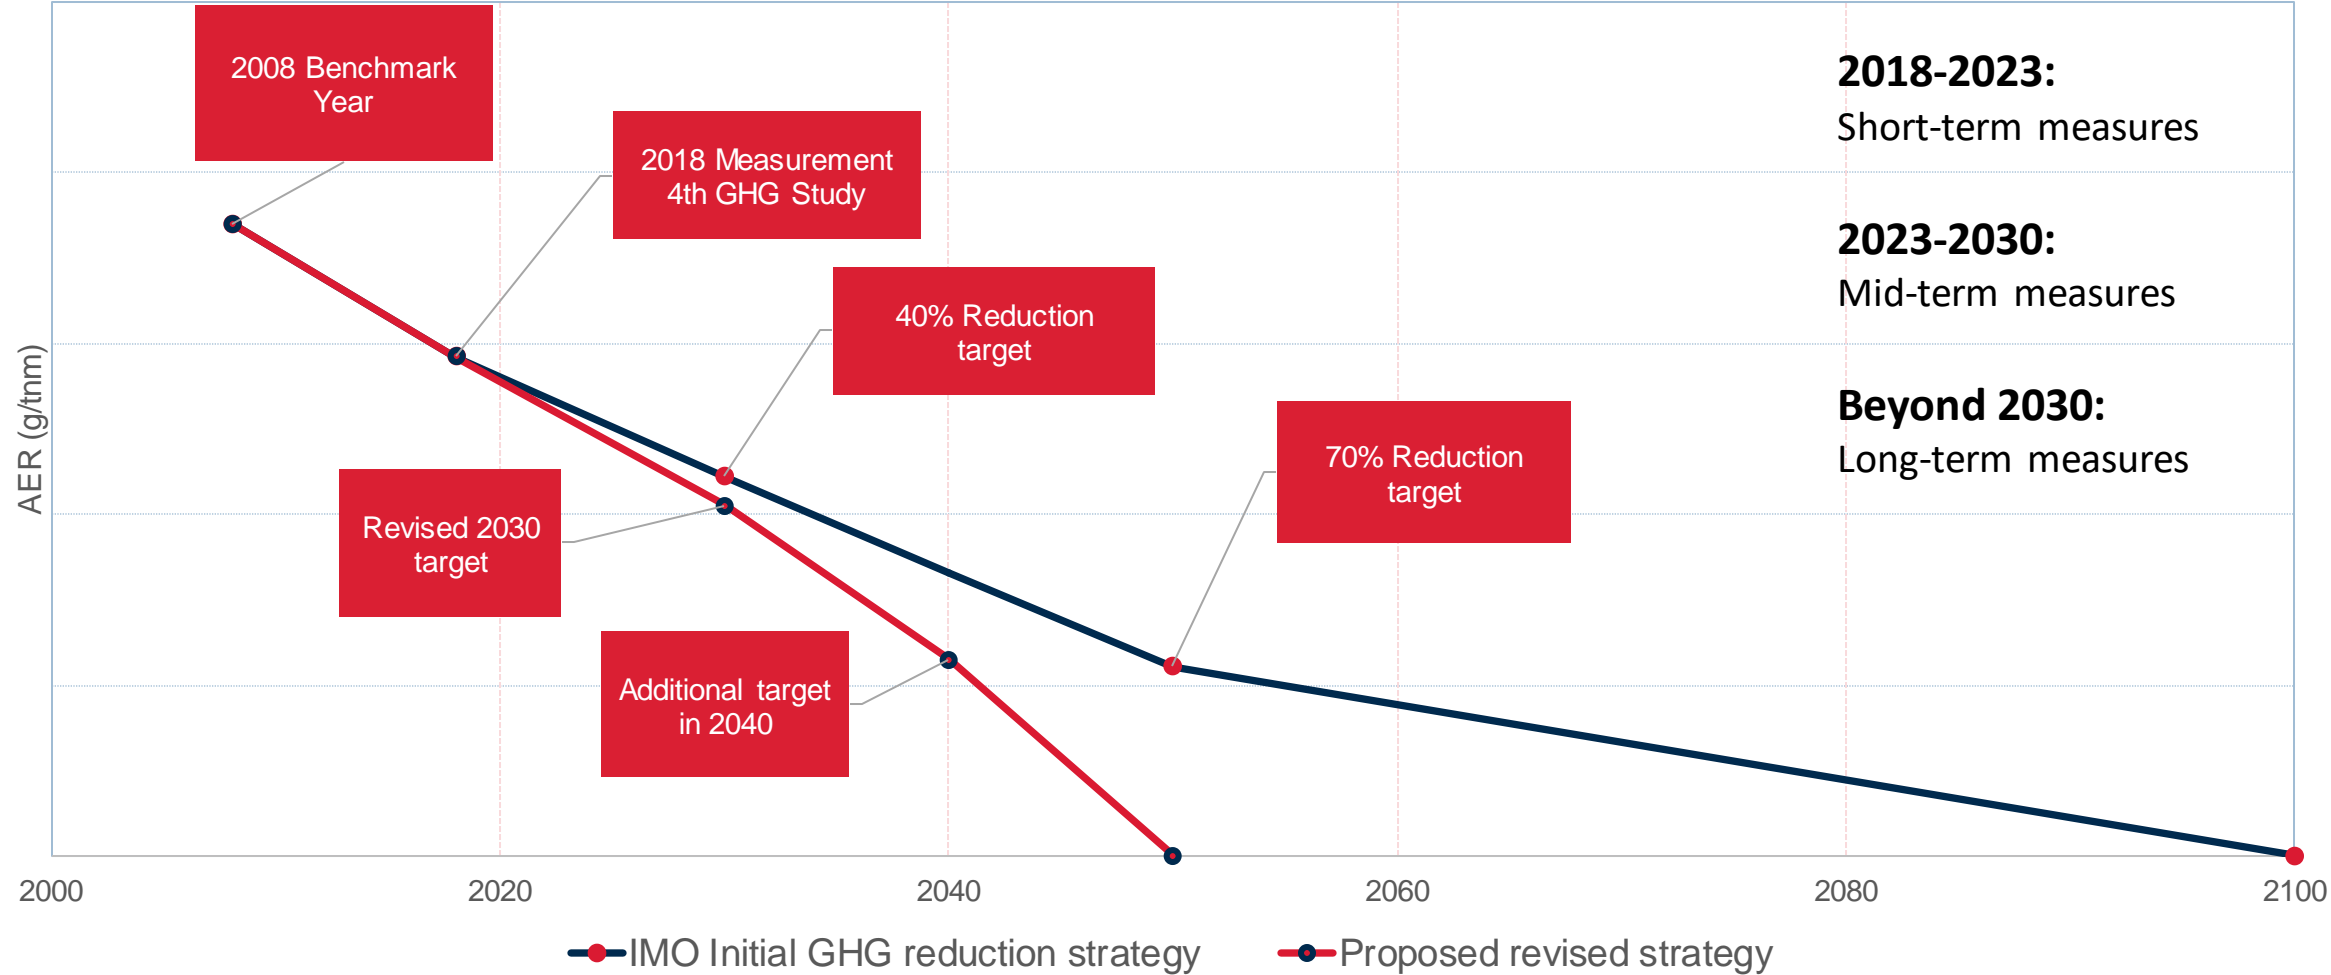 2008 Benchmark
Year
2018 Measurement
4th GHG Study
40% Reduction
target
70% Reduction
target
Revised 2030
target
Additional target
in 2040
2018-2023:
Short-term measures
2023-2030:
Mid-term measures
Beyond 2030:
Long-term measures
AER (g/tnm)
2000
2020
2040
2060
2080
2100
IMO Initial GHG reduction strategy
Proposed revised strategy